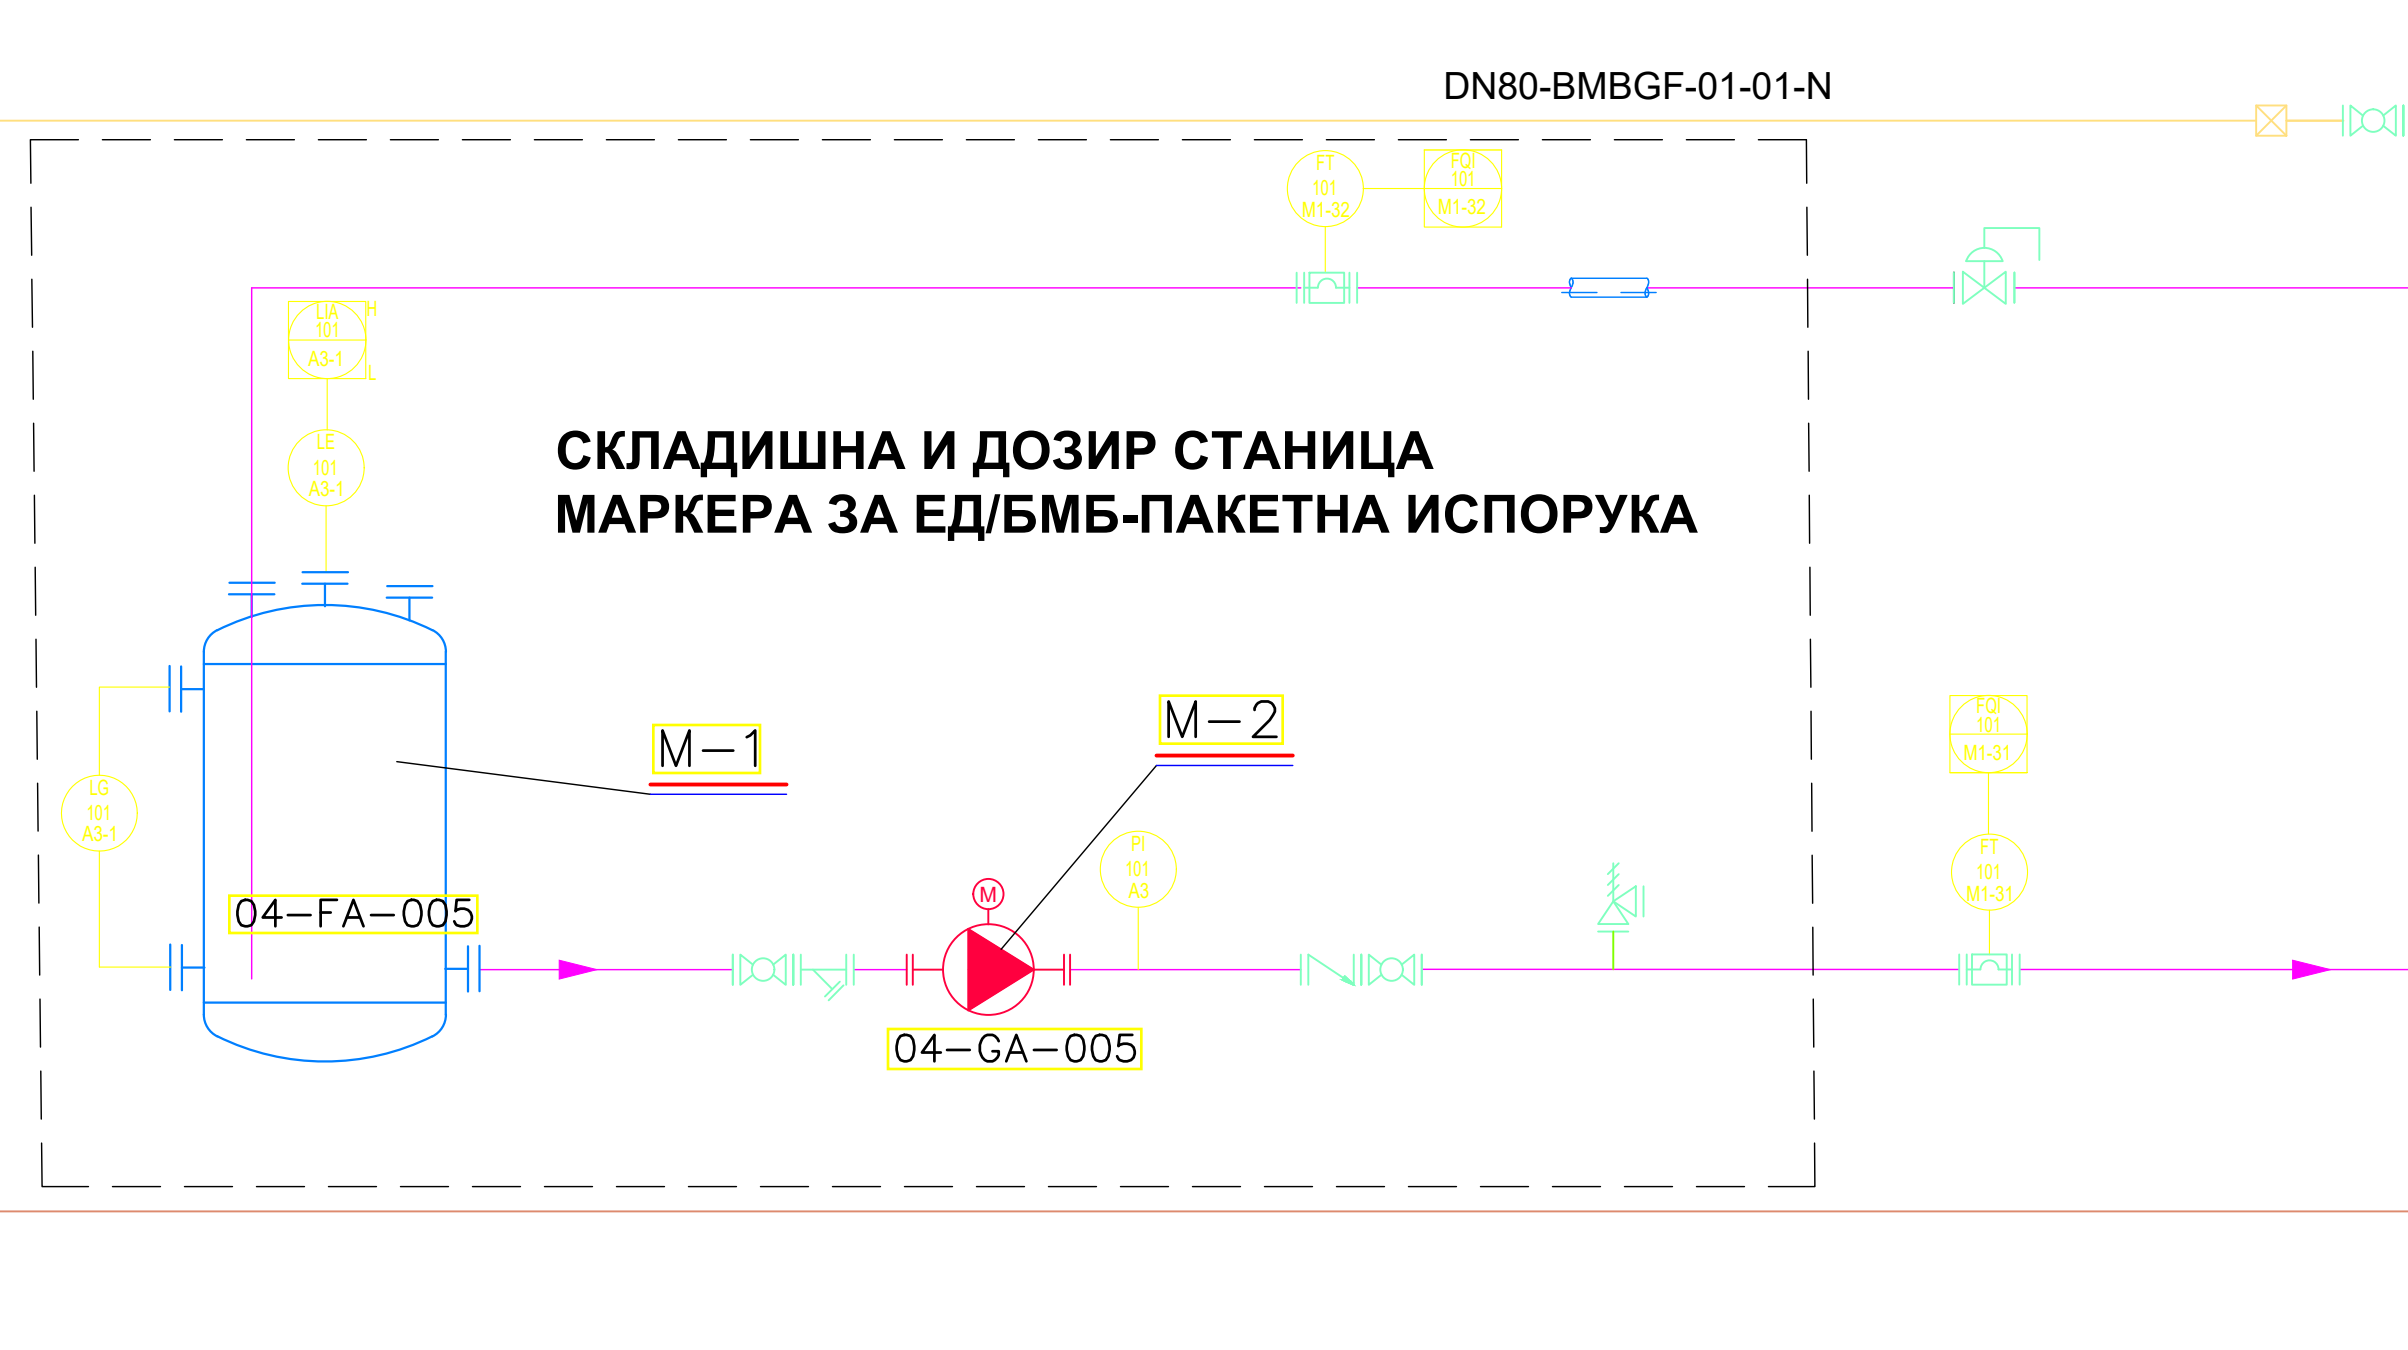 DN80-BMBGF-01-01-N
FT
101
M1-32
FQI
101
M1-32
LIA
101
A3-1
H
L
LE
101
A3-1
СКЛАДИШНА И ДОЗИР СТАНИЦА
МАРКЕРА ЗА ЕД/БМБ-ПАКЕТНА ИСПОРУКА
M-1
M-2
FQI
101
M1-31
LG
101
A3-1
PI
101
A3
FT
101
M1-31
M
04-FA-005
04-GA-005